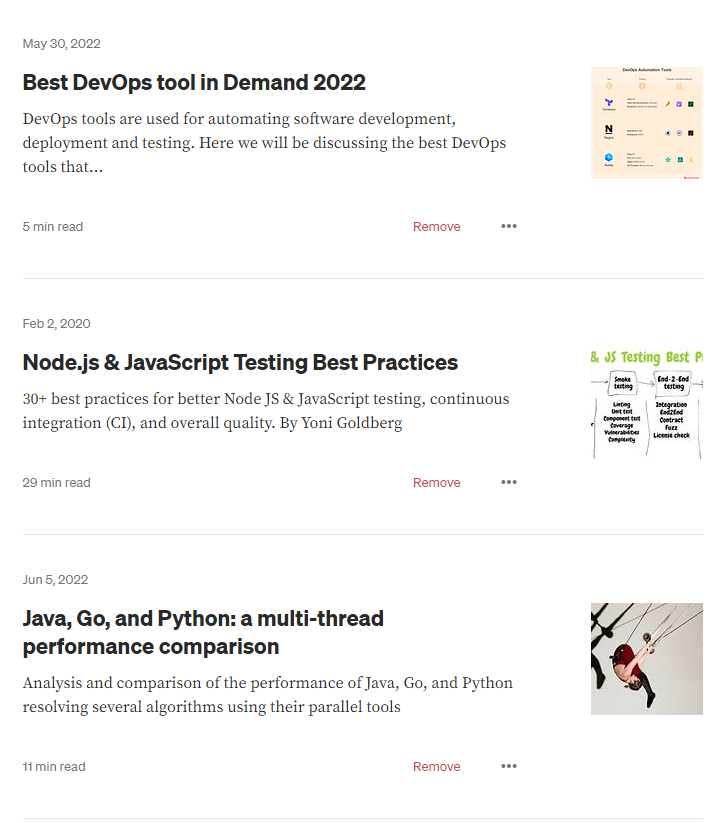 May 30, 2022
Best DevOps tool in Demand 2022
DevOps tools are used for automating software development,
deployment and testing. Here we will be discussing the best DevOps
tools that...
DevOps Automation Tools
Terraform
Nagios
Buddy
5 min read
Remove
Feb 2, 2020
Node.js & JavaScript Testing Best Practices
30+ best practices for better Node JS & JavaScript testing, continuous
integration (CI), and overall quality. By Yoni Goldberg
& JS Testing Best P
Smoke
testing
End-2-End
testing
Linting
Unit test
Component test
Coverage
Vulnerabilities
Complexity
Integration
End2End
Contract
Fuzz
License check
29 min read
Remove
Jun 5, 2022
Java, Go, and Python: a multi-thread
performance comparison
Analysis and comparison of the performance of Java, Go, and Python
resolving several algorithms using their parallel tools
11 min read
Remove